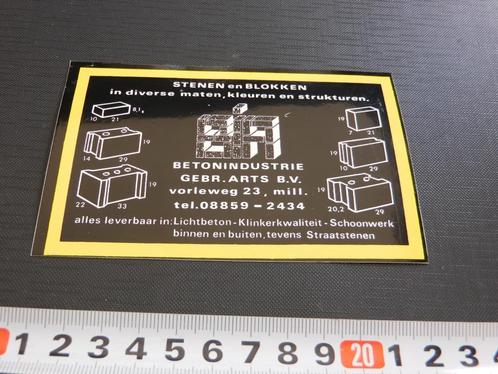 STENEN en BLOKKEN
in diverse maten, kleuren en strukturen.
8,1
10 21
19
14 29
19
22 33
19
7 21
19
10 29
19
20,2 29
BETONINDUSTRIE
GEBR. ARTS B.V.
vorleweg 23, mill.
tel. 08859 - 2434
alles leverbaar in: Lichtbeton - Klinkerkwaliteit - Schoonwerk
binnen en buiten, tevens Straatstenen
1 2 3 4 5 6 7 8 9 20 1 2 3 4